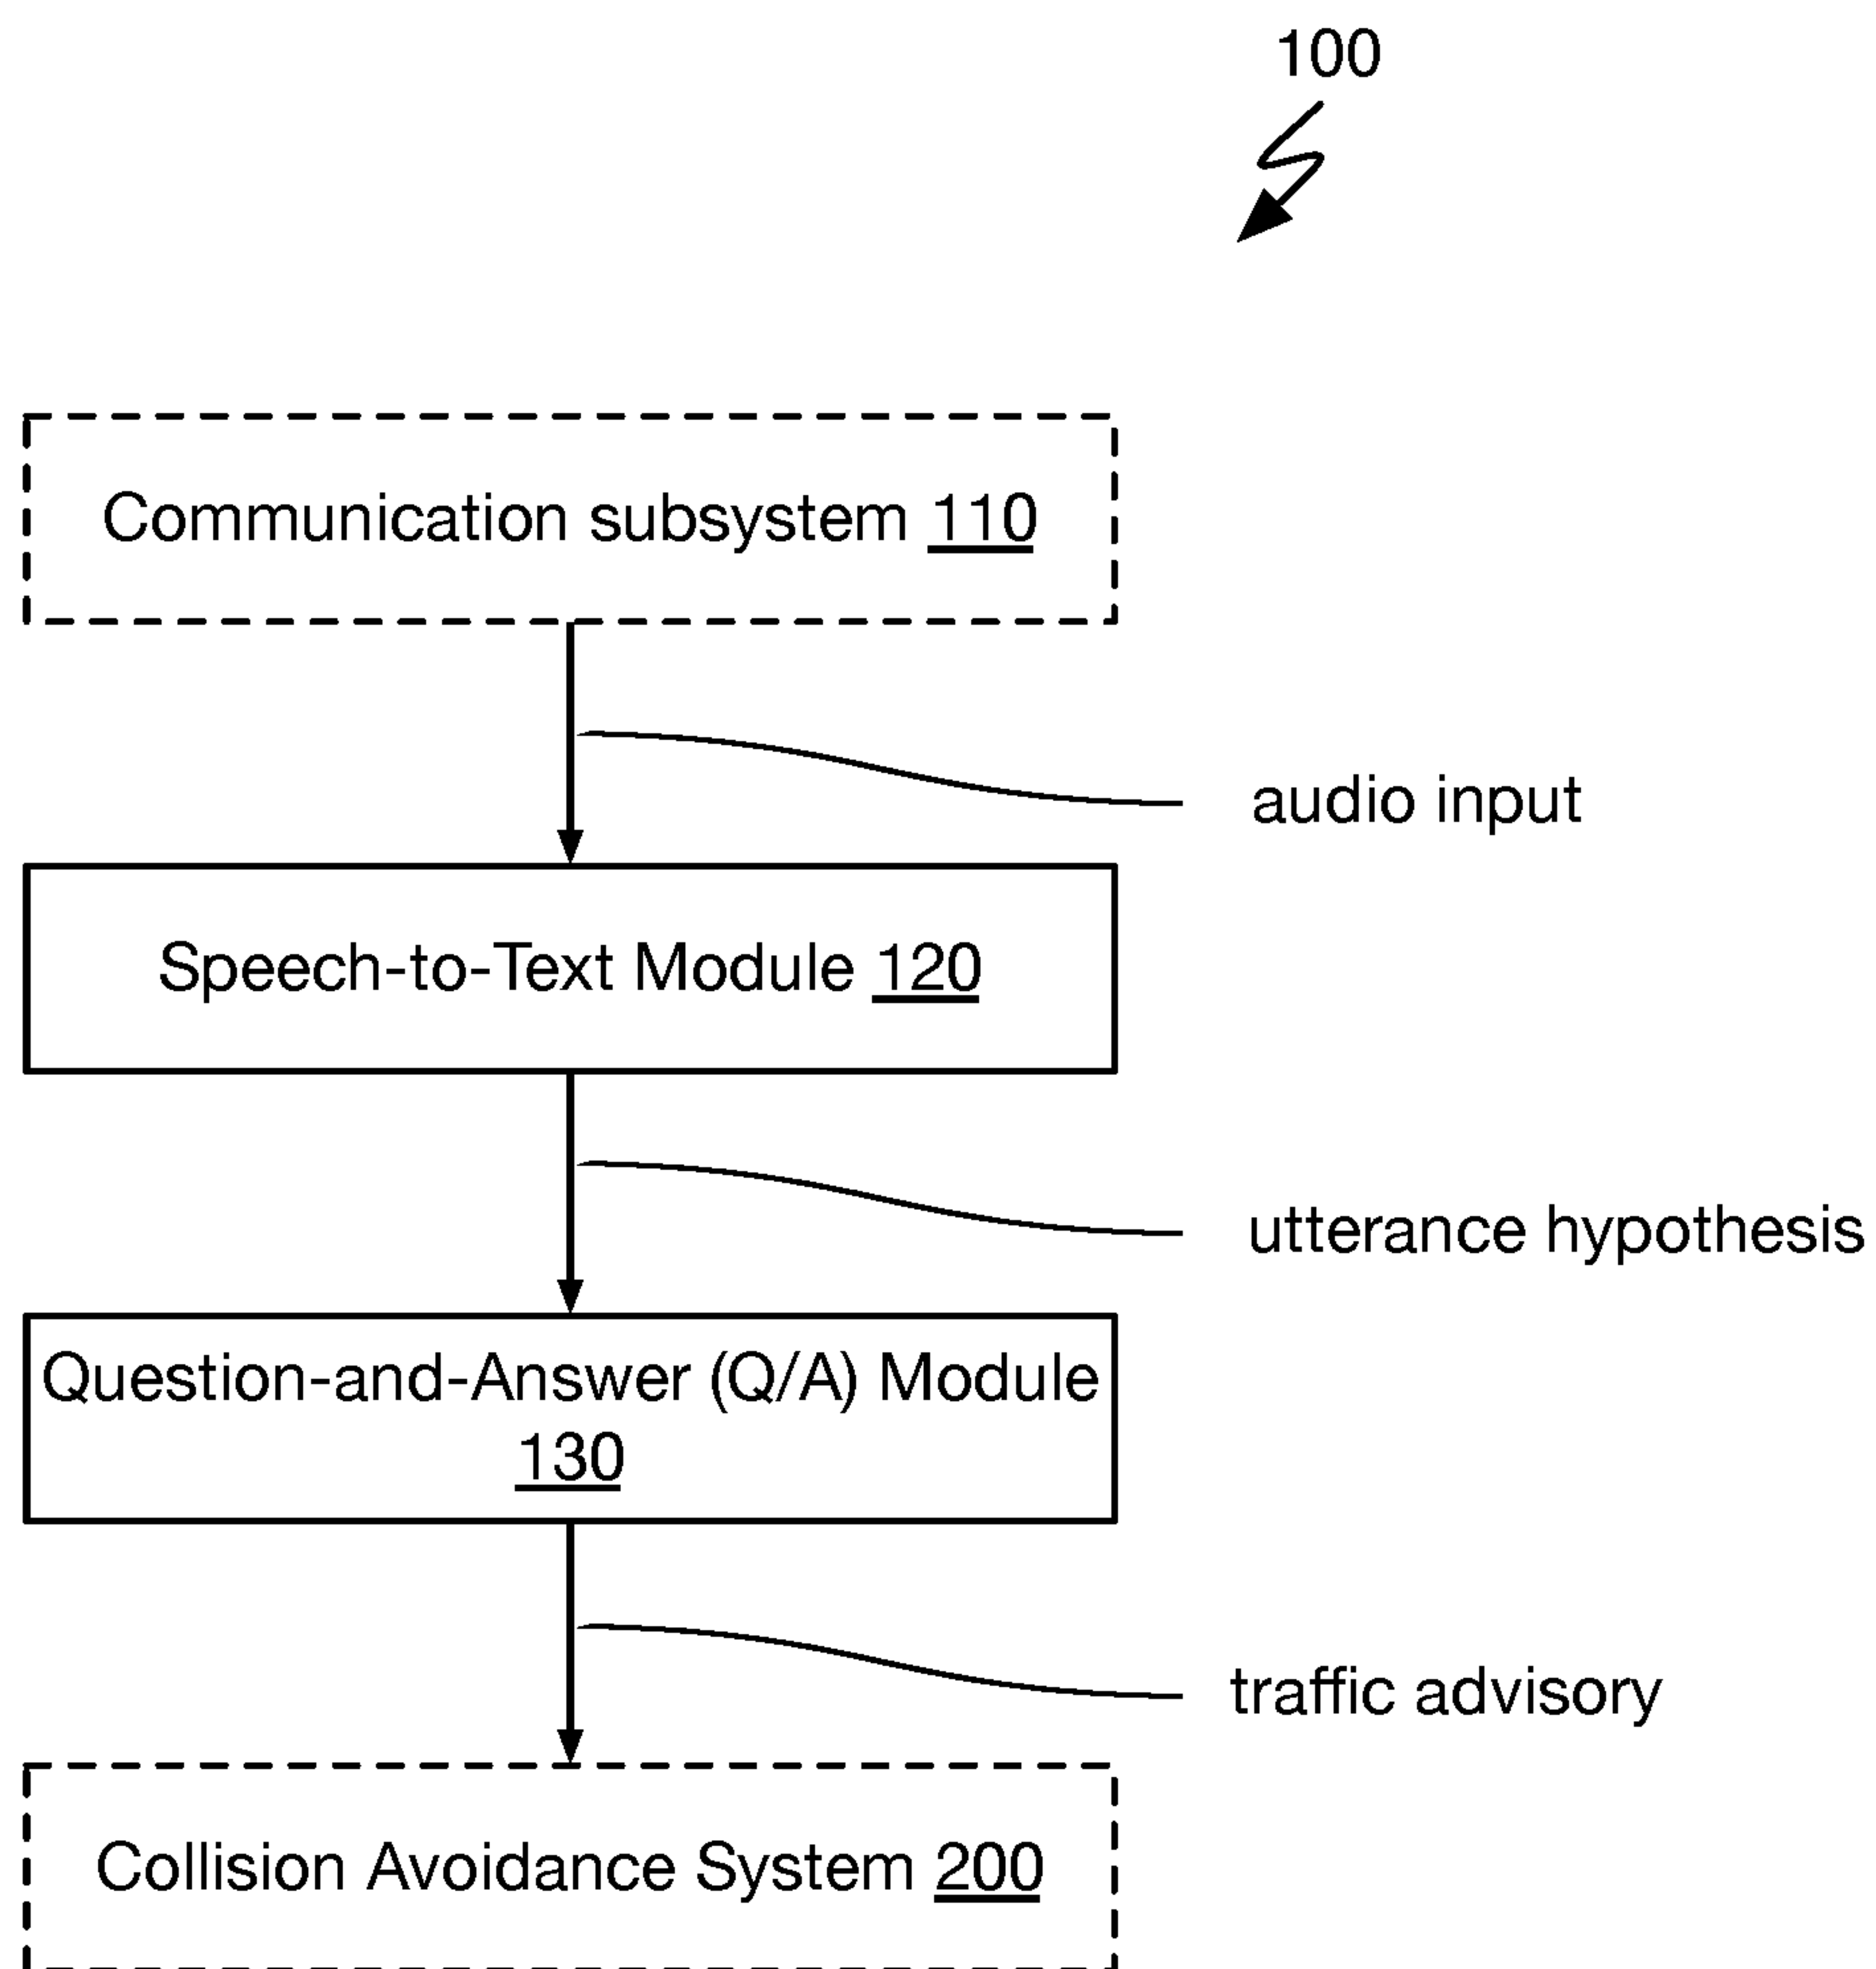 100
Communication subsystem 110
audio input
Speech-to-Text Module 120
utterance hypothesis
Question-and-Answer (Q/A) Module
130
traffic advisory
Collision Avoidance System 200